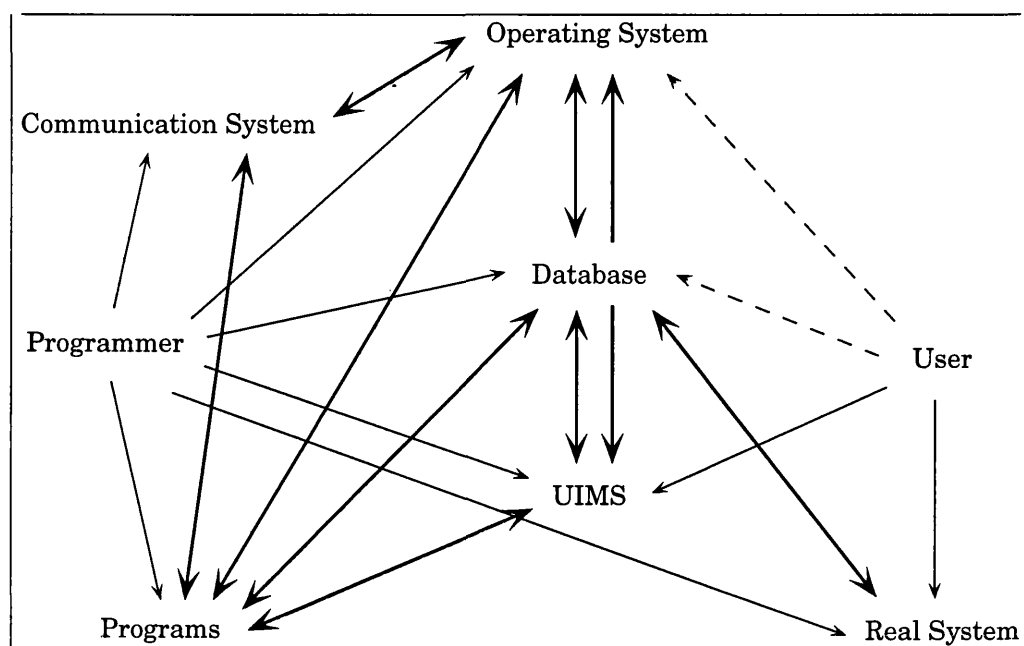 Operating System
Communication System
Database
Programmer
User
UIMS
Programs
Real System